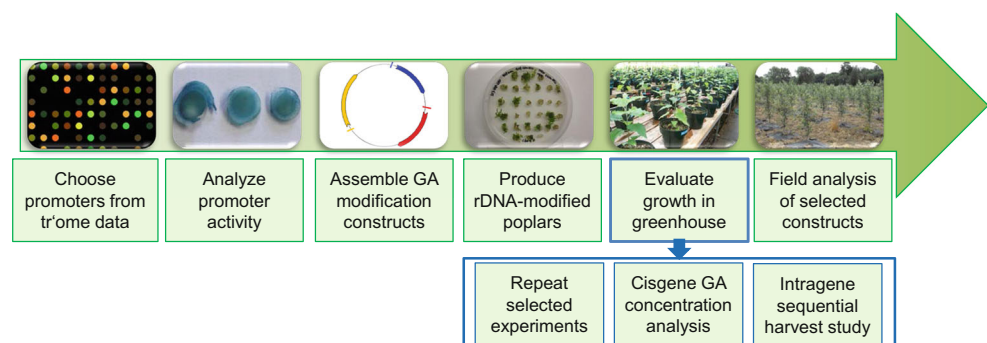 Choose
promoters from
tr'ome data
Analyze
promoter
activity
Assemble GA
modification
constructs
Produce
rDNA-modified
poplars
Evaluate
growth in
greenhouse
Field analysis
of selected
constructs
Repeat
selected
experiments
Cisgene GA
concentration
analysis
Intragene
sequential
harvest study